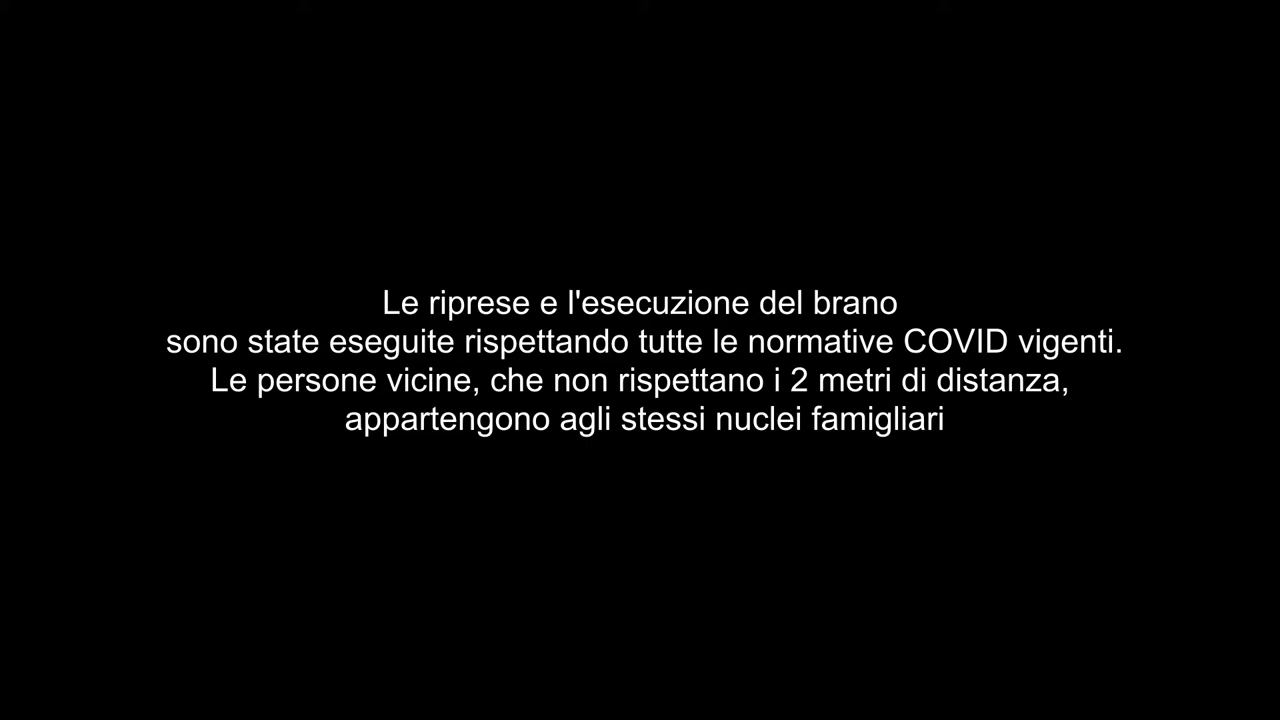 Le riprese e l'esecuzione del brano
sono state eseguite rispettando tutte le normative COVID vigenti.
Le persone vicine, che non rispettano i 2 metri di distanza,
appartengono agli stessi nuclei famigliari